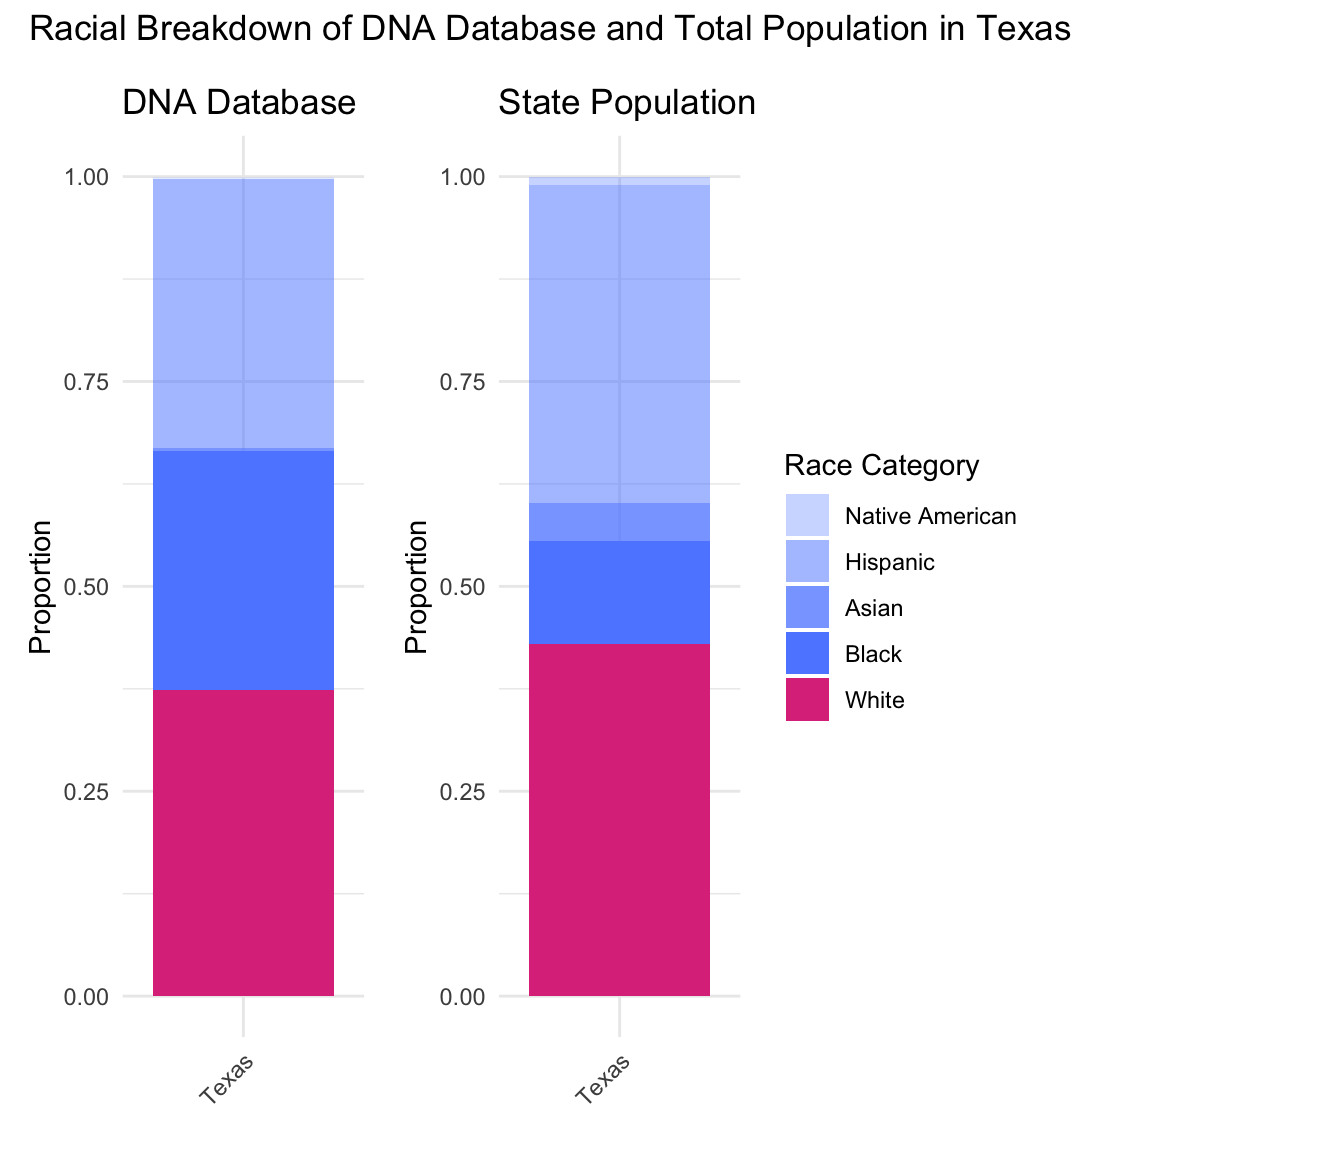 Racial Breakdown of DNA Database and Total Population in Texas
DNA Database
State Population
Proportion
1.00
0.75
0.50
0.25
0.00
Texas
Proportion
1.00
0.75
0.50
0.25
0.00
Texas
Race Category
Native American
Hispanic
Asian
Black
White